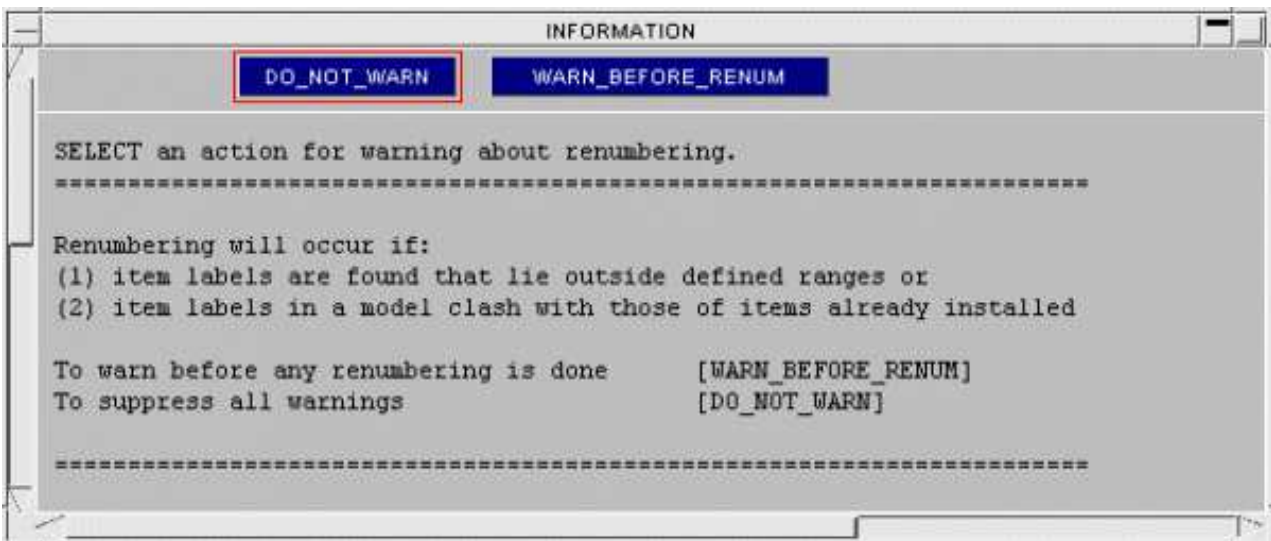 INFORMATION
DO_NOT_WARN WARN_BEFORE_RENUM
SELECT an action for warning about renumbering.
=======================================================================
Renumbering will occur if:
(1) item labels are found that lie outside defined ranges or
(2) item labels in a model clash with those of items already installed
To warn before any renumbering is done [WARN_BEFORE_RENUM]
To suppress all warnings [DO_NOT_WARN]
=======================================================================